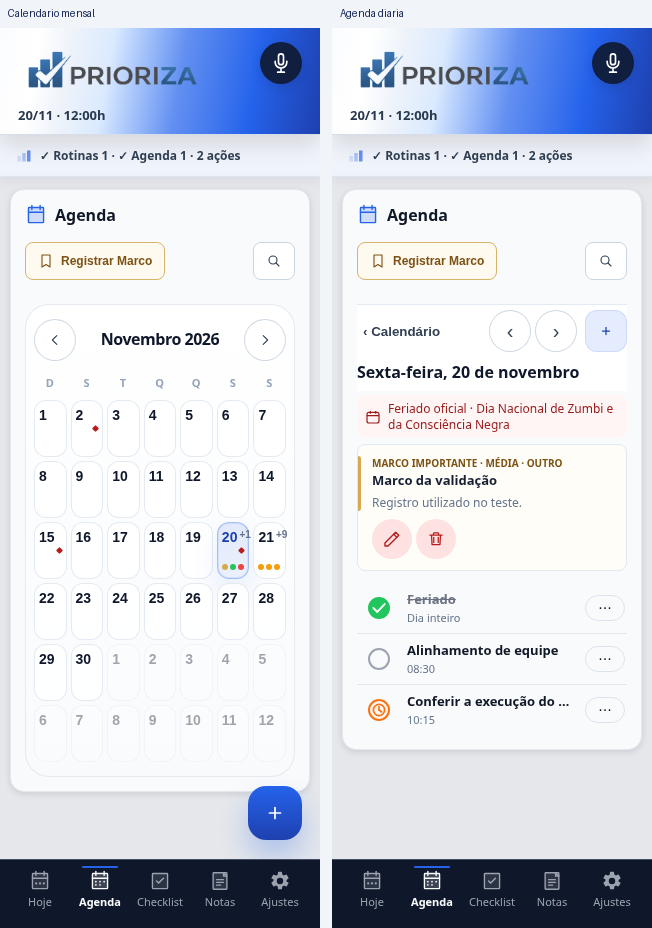 Calendario mensal
PRIORIZA
20/11 · 12:00h
✓ Rotinas 1 · ✓ Agenda 1 · 2 ações
Agenda
Registrar Marco
Novembro 2026
D S T Q Q S S
1 2 3 4 5 6 7
8 9 10 11 12 13 14
15 16 17 18 19 20 +1 21 +9
22 23 24 25 26 27 28
29 30 1 2 3 4 5
6 7 8 9 10 11 12
+
Hoje Agenda Checklist Notas Ajustes
Agenda diaria
PRIORIZA
20/11 · 12:00h
✓ Rotinas 1 · ✓ Agenda 1 · 2 ações
Agenda
Registrar Marco
‹ Calendário ‹ › +
Sexta-feira, 20 de novembro
Feriado oficial · Dia Nacional de Zumbi e
da Consciência Negra
MARCO IMPORTANTE · MÉDIA · OUTRO
Marco da validação
Registro utilizado no teste.
Feriado
Dia inteiro
Alinhamento de equipe
08:30
Conferir a execução do ...
10:15
Hoje Agenda Checklist Notas Ajustes